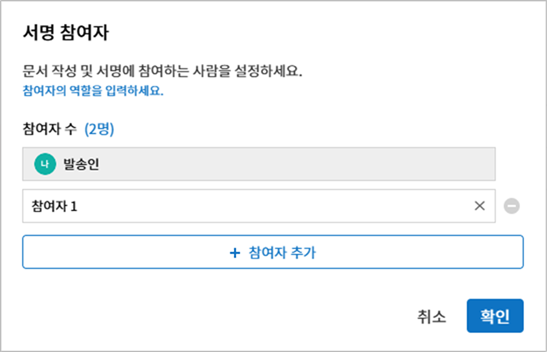 서명 참여자
문서 작성 및 서명에 참여하는 사람을 설정하세요.
참여자의 역할을 입력하세요.
참여자 수 (2명)
나 발송인
참여자 1
+ 참여자 추가
취소 확인